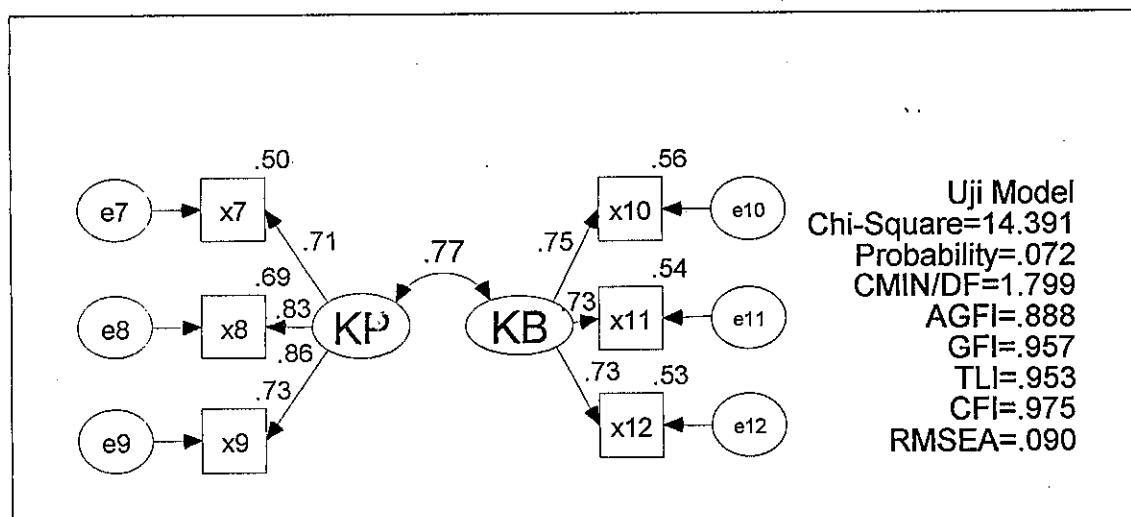 .50
.56
e7
x7
x10
e10
.71
.77
.75
.69
.54
.83
.73
e8
x8
KP
KB
x11
e11
.86
.73
.73
.53
e9
x9
x12
e12
Uji Model
Chi-Square=14.391
Probability=.072
CMIN/DF=1.799
AGFI=.888
GFI=.957
TLI=.953
CFI=.975
RMSEA=.090